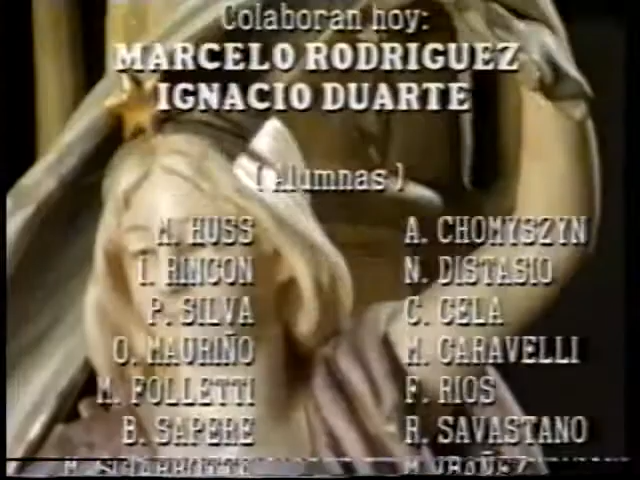 Colaboran hoy:
MARCELO RODRIGUEZ
IGNACIO DUARTE
(Alumnas)
M. HUSS A. CHOMYSZYN
I. RINCON N. DISTASIO
P. SILVA C. CELA
O. MAURIÑO M. CARAVELLI
M. FOLLETTI F. RIOS
B. SAPERE R. SAVASTANO